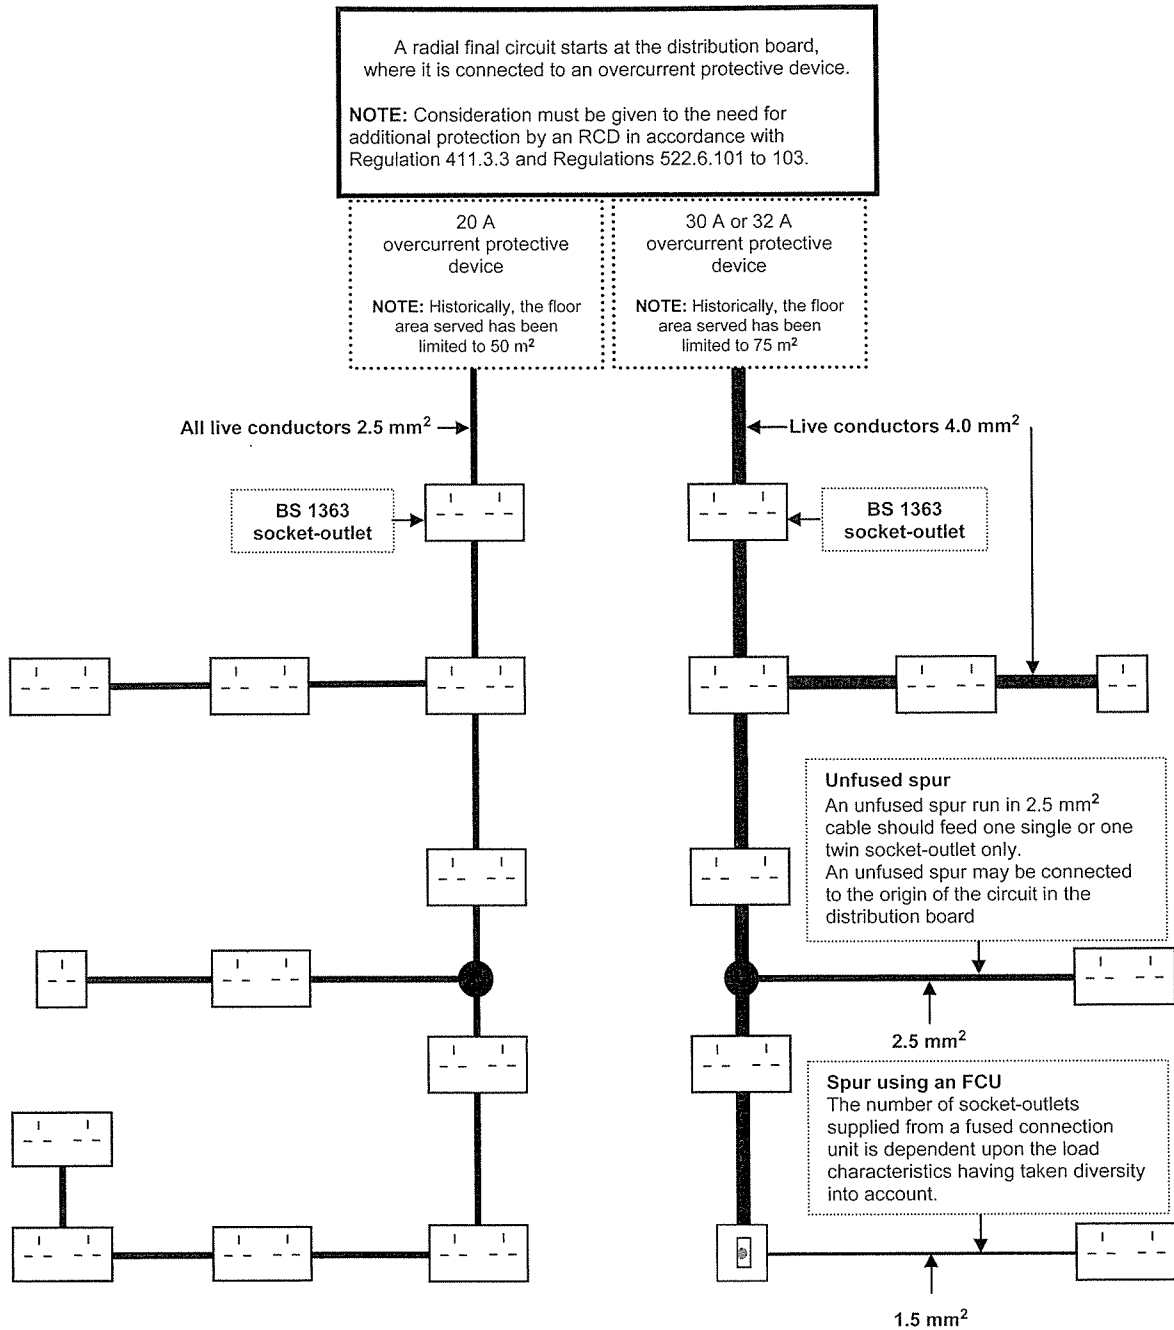 A radial final circuit starts at the distribution board,
where it is connected to an overcurrent protective device.
NOTE: Consideration must be given to the need for
additional protection by an RCD in accordance with
Regulation 411.3.3 and Regulations 522.6.101 to 103.
20 A
overcurrent protective
device
NOTE: Historically, the floor
area served has been
limited to 50 m²
30 A or 32 A
overcurrent protective
device
NOTE: Historically, the floor
area served has been
limited to 75 m²
All live conductors 2.5 mm²
Live conductors 4.0 mm²
BS 1363
socket-outlet
BS 1363
socket-outlet
Unfused spur
An unfused spur run in 2.5 mm²
cable should feed one single or one
twin socket-outlet only.
An unfused spur may be connected
to the origin of the circuit in the
distribution board
2.5 mm²
Spur using an FCU
The number of socket-outlets
supplied from a fused connection
unit is dependent upon the load
characteristics having taken diversity
into account.
1.5 mm²